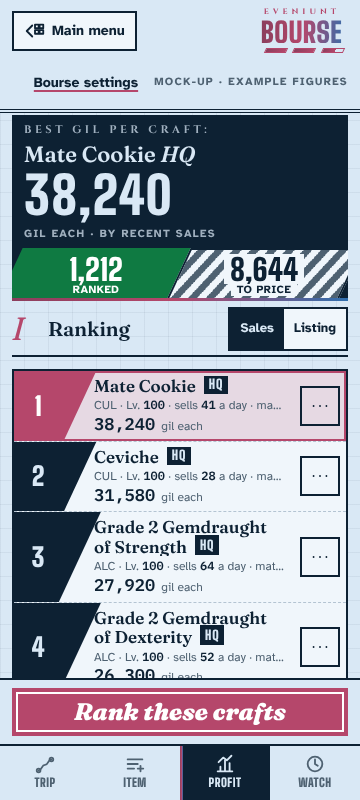 Main menu
EVENIUNT
BOURSE
Bourse settings
MOCK-UP · EXAMPLE FIGURES
BEST GIL PER CRAFT:
Mate Cookie HQ
38,240
GIL EACH · BY RECENT SALES
1,212
RANKED
8,644
TO PRICE
I Ranking
Sales
Listing
1
Mate Cookie HQ
CUL · Lv. 100 · sells 41 a day · ma...
38,240 gil each
...
2
Ceviche HQ
CUL · Lv. 100 · sells 28 a day · ma...
31,580 gil each
...
3
Grade 2 Gemdraught
of Strength HQ
ALC · Lv. 100 · sells 64 a day · mat...
27,920 gil each
...
4
Grade 2 Gemdraught
of Dexterity HQ
ALC · Lv. 100 · sells 52 a day · mat...
26,300 gil each
...
Rank these crafts
TRIP
ITEM
PROFIT
WATCH